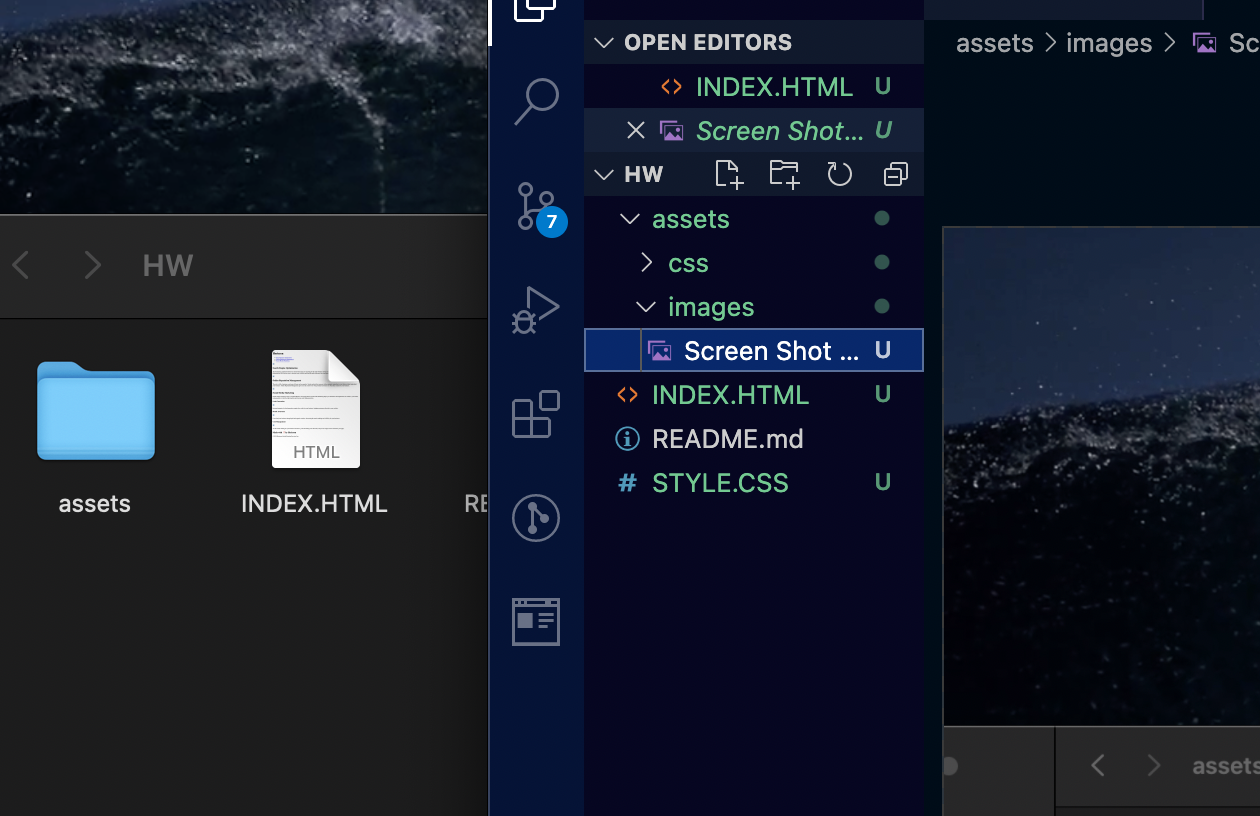 HW
HTML
assets
INDEX.HTML
7
OPEN EDITORS
INDEX.HTML U
Screen Shot... U
HW
assets
css
images
Screen Shot ... U
INDEX.HTML U
README.md
# STYLE.CSS U
assets > images > Sc
assets